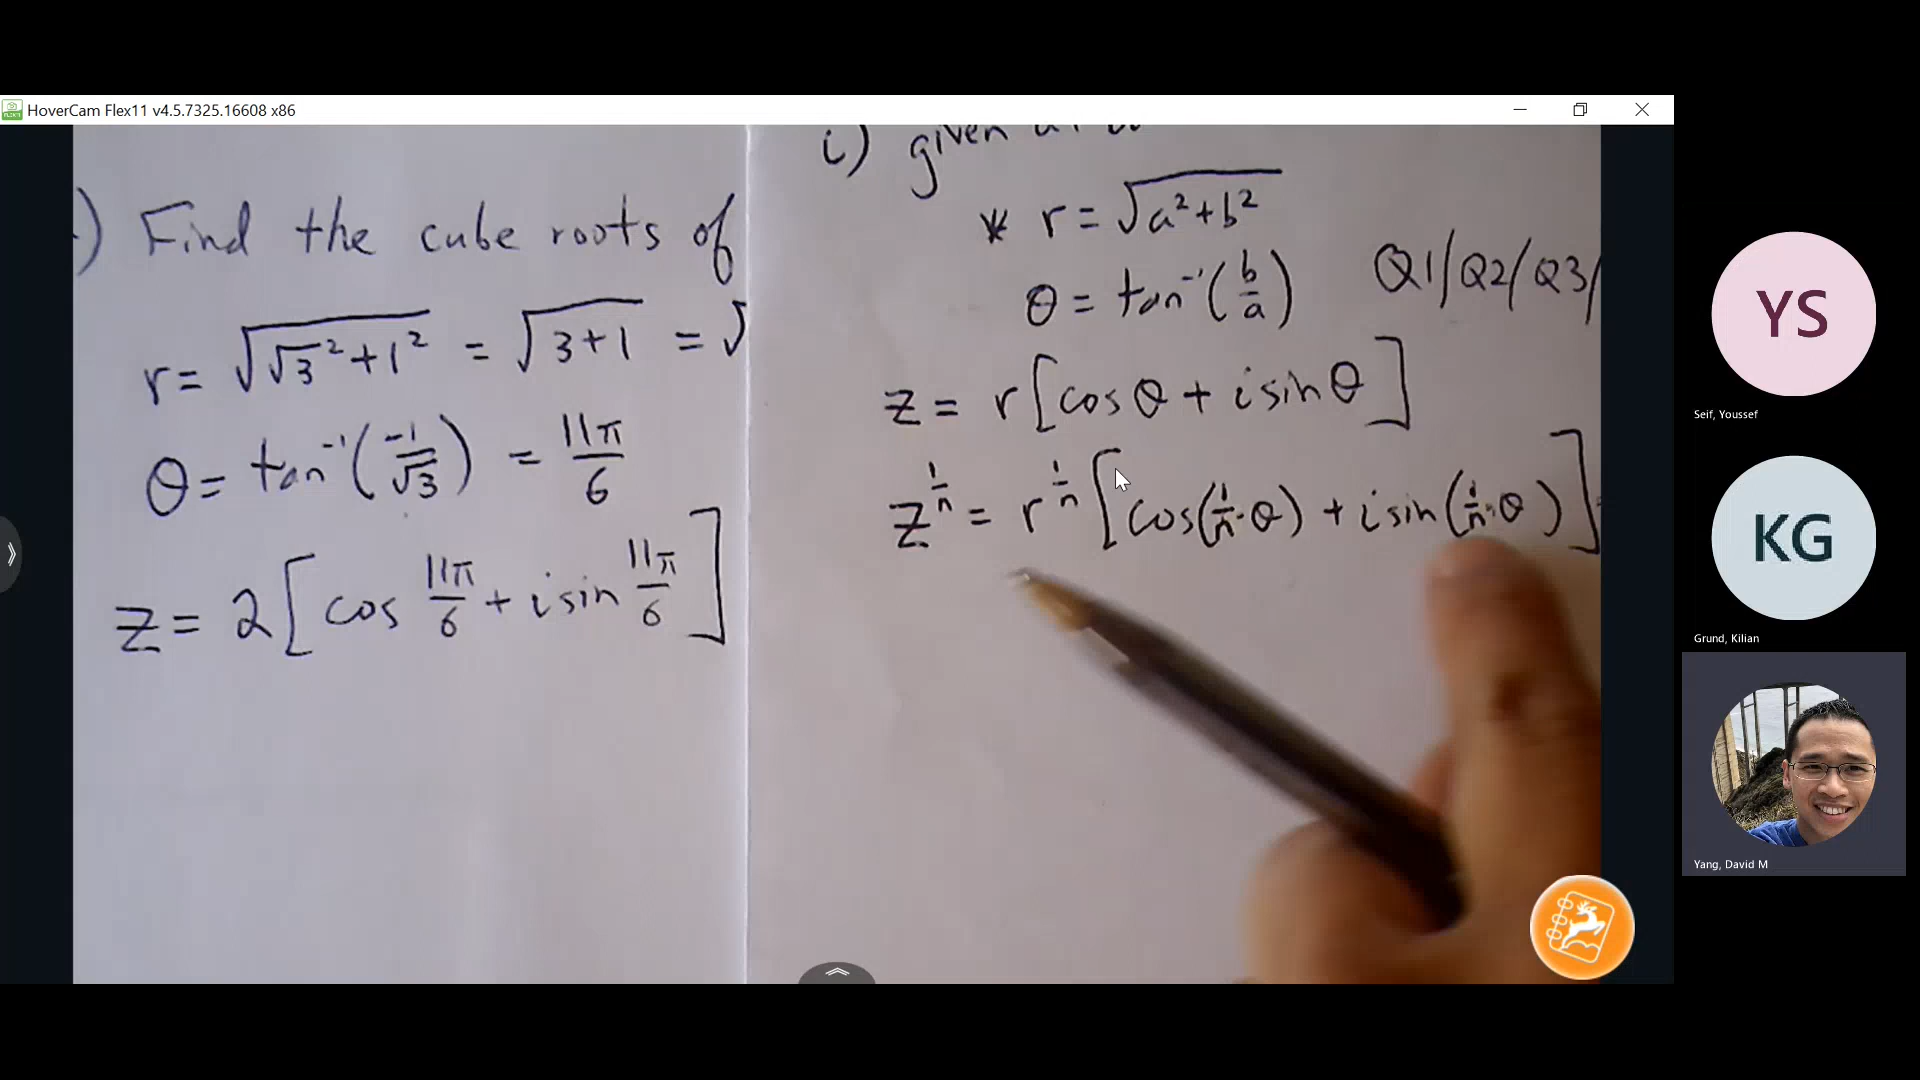 HoverCam Flex11 v4.5.7325.16608 x86
) Find the cube roots of
r = √(√3² + 1²) = √(3+1) = √
θ = tan⁻¹(-1/√3) = 11π/6
z = 2[cos 11π/6 + i sin 11π/6]
i) given
* r = √(a² + b²)
θ = tan⁻¹(b/a) Q1/Q2/Q3/
z = r[cos θ + i sin θ]
z^(1/n) = r^(1/n) [cos(1/n · θ) + i sin(1/n · θ)]
YS
Seif, Youssef
KG
Grund, Kilian
Yang, David M